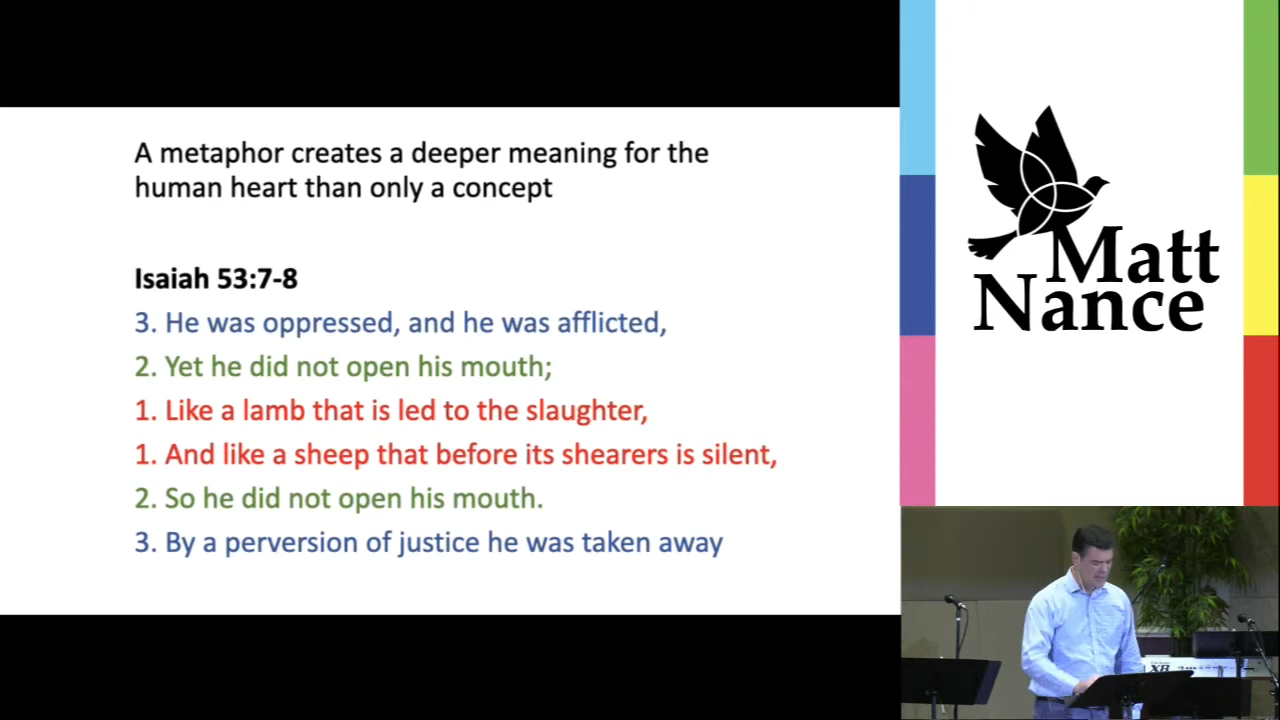 A metaphor creates a deeper meaning for the
human heart than only a concept
Isaiah 53:7-8
3. He was oppressed, and he was afflicted,
2. Yet he did not open his mouth;
1. Like a lamb that is led to the slaughter,
1. And like a sheep that before its shearers is silent,
2. So he did not open his mouth.
3. By a perversion of justice he was taken away
Matt
Nance
X8